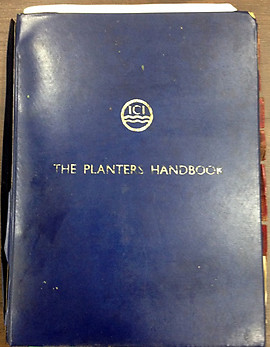 ICI
THE PLANTERS HANDBOOK